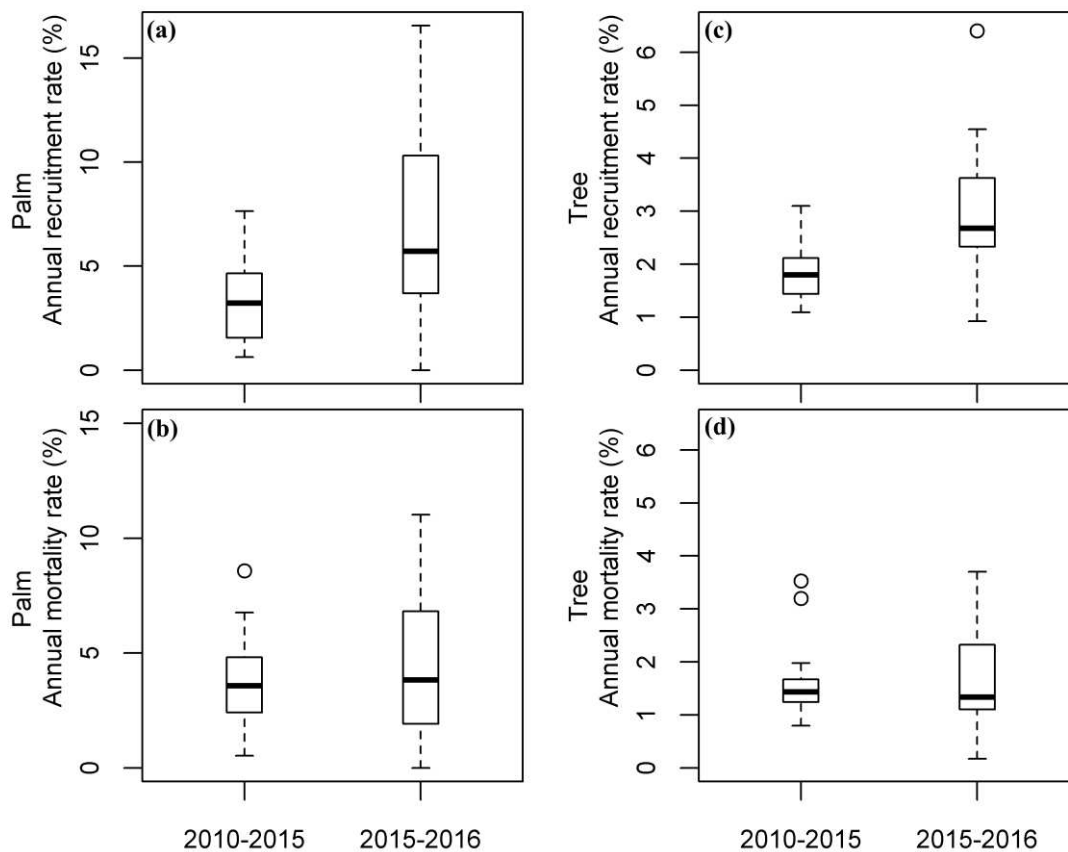 (a)
Palm
Annual recruitment rate (%)
15
10
5
0
(c)
Tree
Annual recruitment rate (%)
6
5
4
3
2
1
0
(b)
Palm
Annual mortality rate (%)
15
10
5
0
2010-2015
2015-2016
(d)
Tree
Annual mortality rate (%)
6
5
4
3
2
1
0
2010-2015
2015-2016